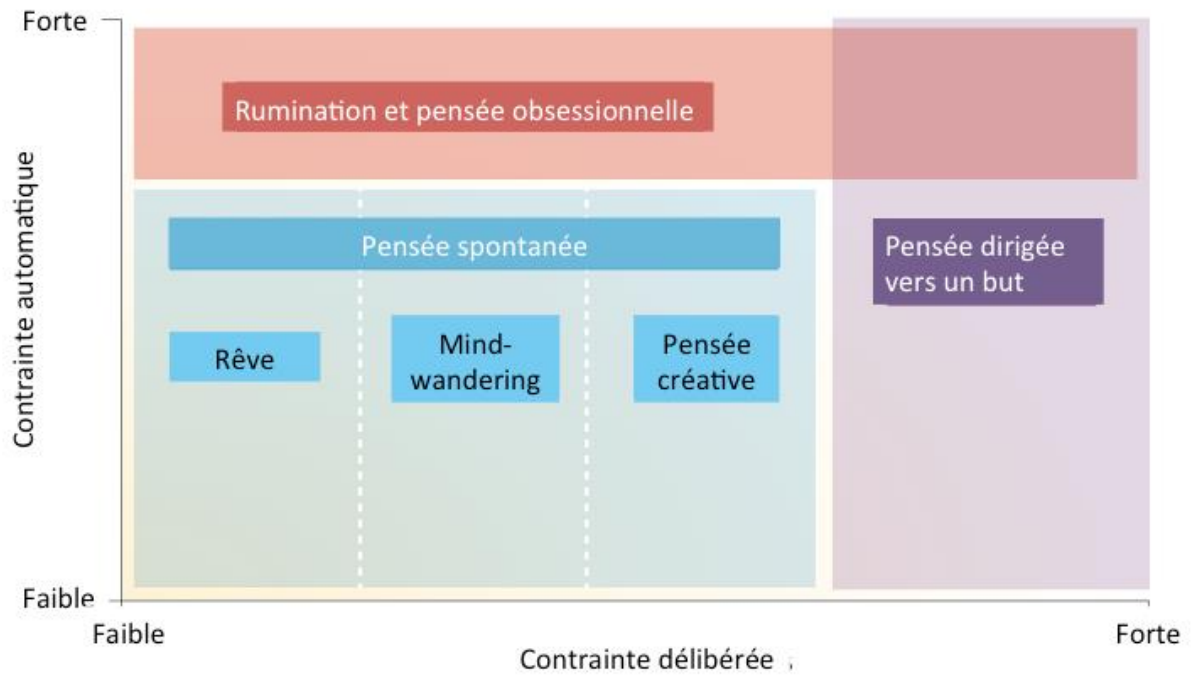 Forte
Rumination et pensée obsessionnelle
Contrainte automatique
Pensée spontanée
Pensée dirigée
vers un but
Rêve
Mind-
wandering
Pensée
créative
Faible
Faible
Forte
Contrainte délibérée ;